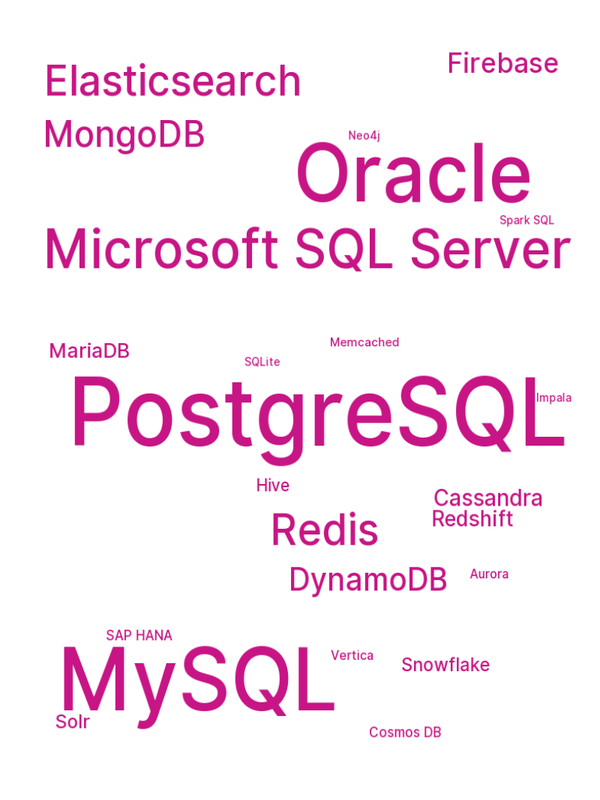 Firebase
Elasticsearch
MongoDB
Neo4j
Oracle
Spark SQL
Microsoft SQL Server
Memcached
MariaDB
SQLite
PostgreSQL
Impala
Hive
Cassandra
Redshift
Redis
DynamoDB
Aurora
SAP HANA
Vertica
Snowflake
MySQL
Solr
Cosmos DB